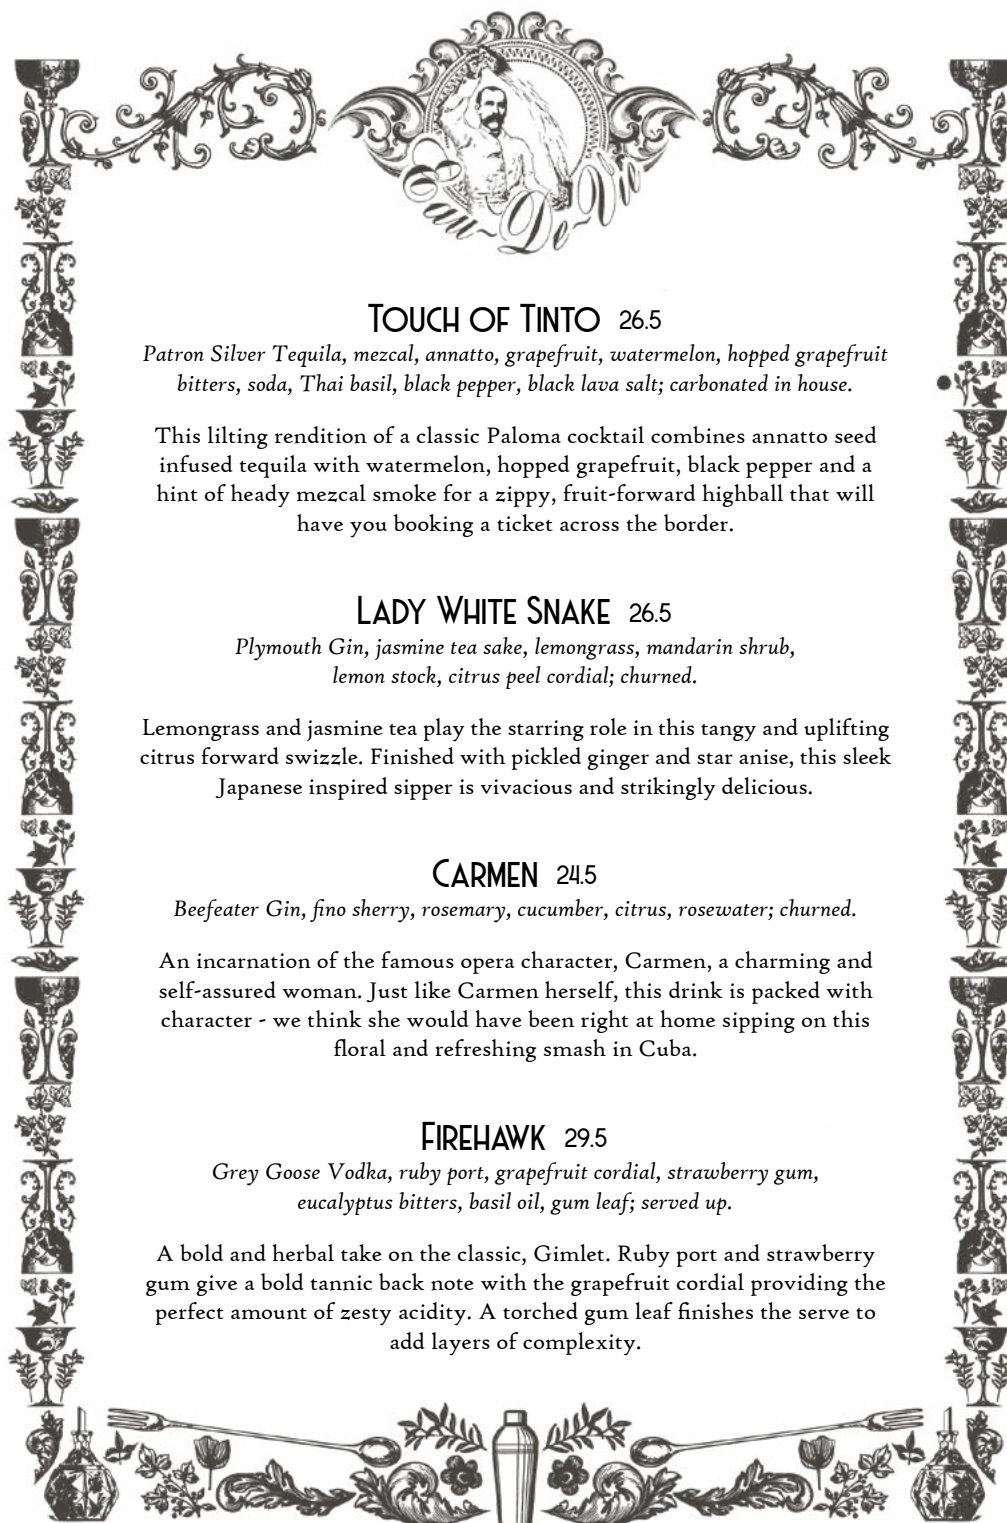 Eau-De-Vie
Touch of Tinto 26.5
Patron Silver Tequila, mezcal, annatto, grapefruit, watermelon, hopped grapefruit
bitters, soda, Thai basil, black pepper, black lava salt; carbonated in house.
This lilting rendition of a classic Paloma cocktail combines annatto seed
infused tequila with watermelon, hopped grapefruit, black pepper and a
hint of heady mezcal smoke for a zippy, fruit-forward highball that will
have you booking a ticket across the border.
Lady White Snake 26.5
Plymouth Gin, jasmine tea sake, lemongrass, mandarin shrub,
lemon stock, citrus peel cordial; churned.
Lemongrass and jasmine tea play the starring role in this tangy and uplifting
citrus forward swizzle. Finished with pickled ginger and star anise, this sleek
Japanese inspired sipper is vivacious and strikingly delicious.
Carmen 24.5
Beefeater Gin, fino sherry, rosemary, cucumber, citrus, rosewater; churned.
An incarnation of the famous opera character, Carmen, a charming and
self-assured woman. Just like Carmen herself, this drink is packed with
character - we think she would have been right at home sipping on this
floral and refreshing smash in Cuba.
Firehawk 29.5
Grey Goose Vodka, ruby port, grapefruit cordial, strawberry gum,
eucalyptus bitters, basil oil, gum leaf; served up.
A bold and herbal take on the classic, Gimlet. Ruby port and strawberry
gum give a bold tannic back note with the grapefruit cordial providing the
perfect amount of zesty acidity. A torched gum leaf finishes the serve to
add layers of complexity.